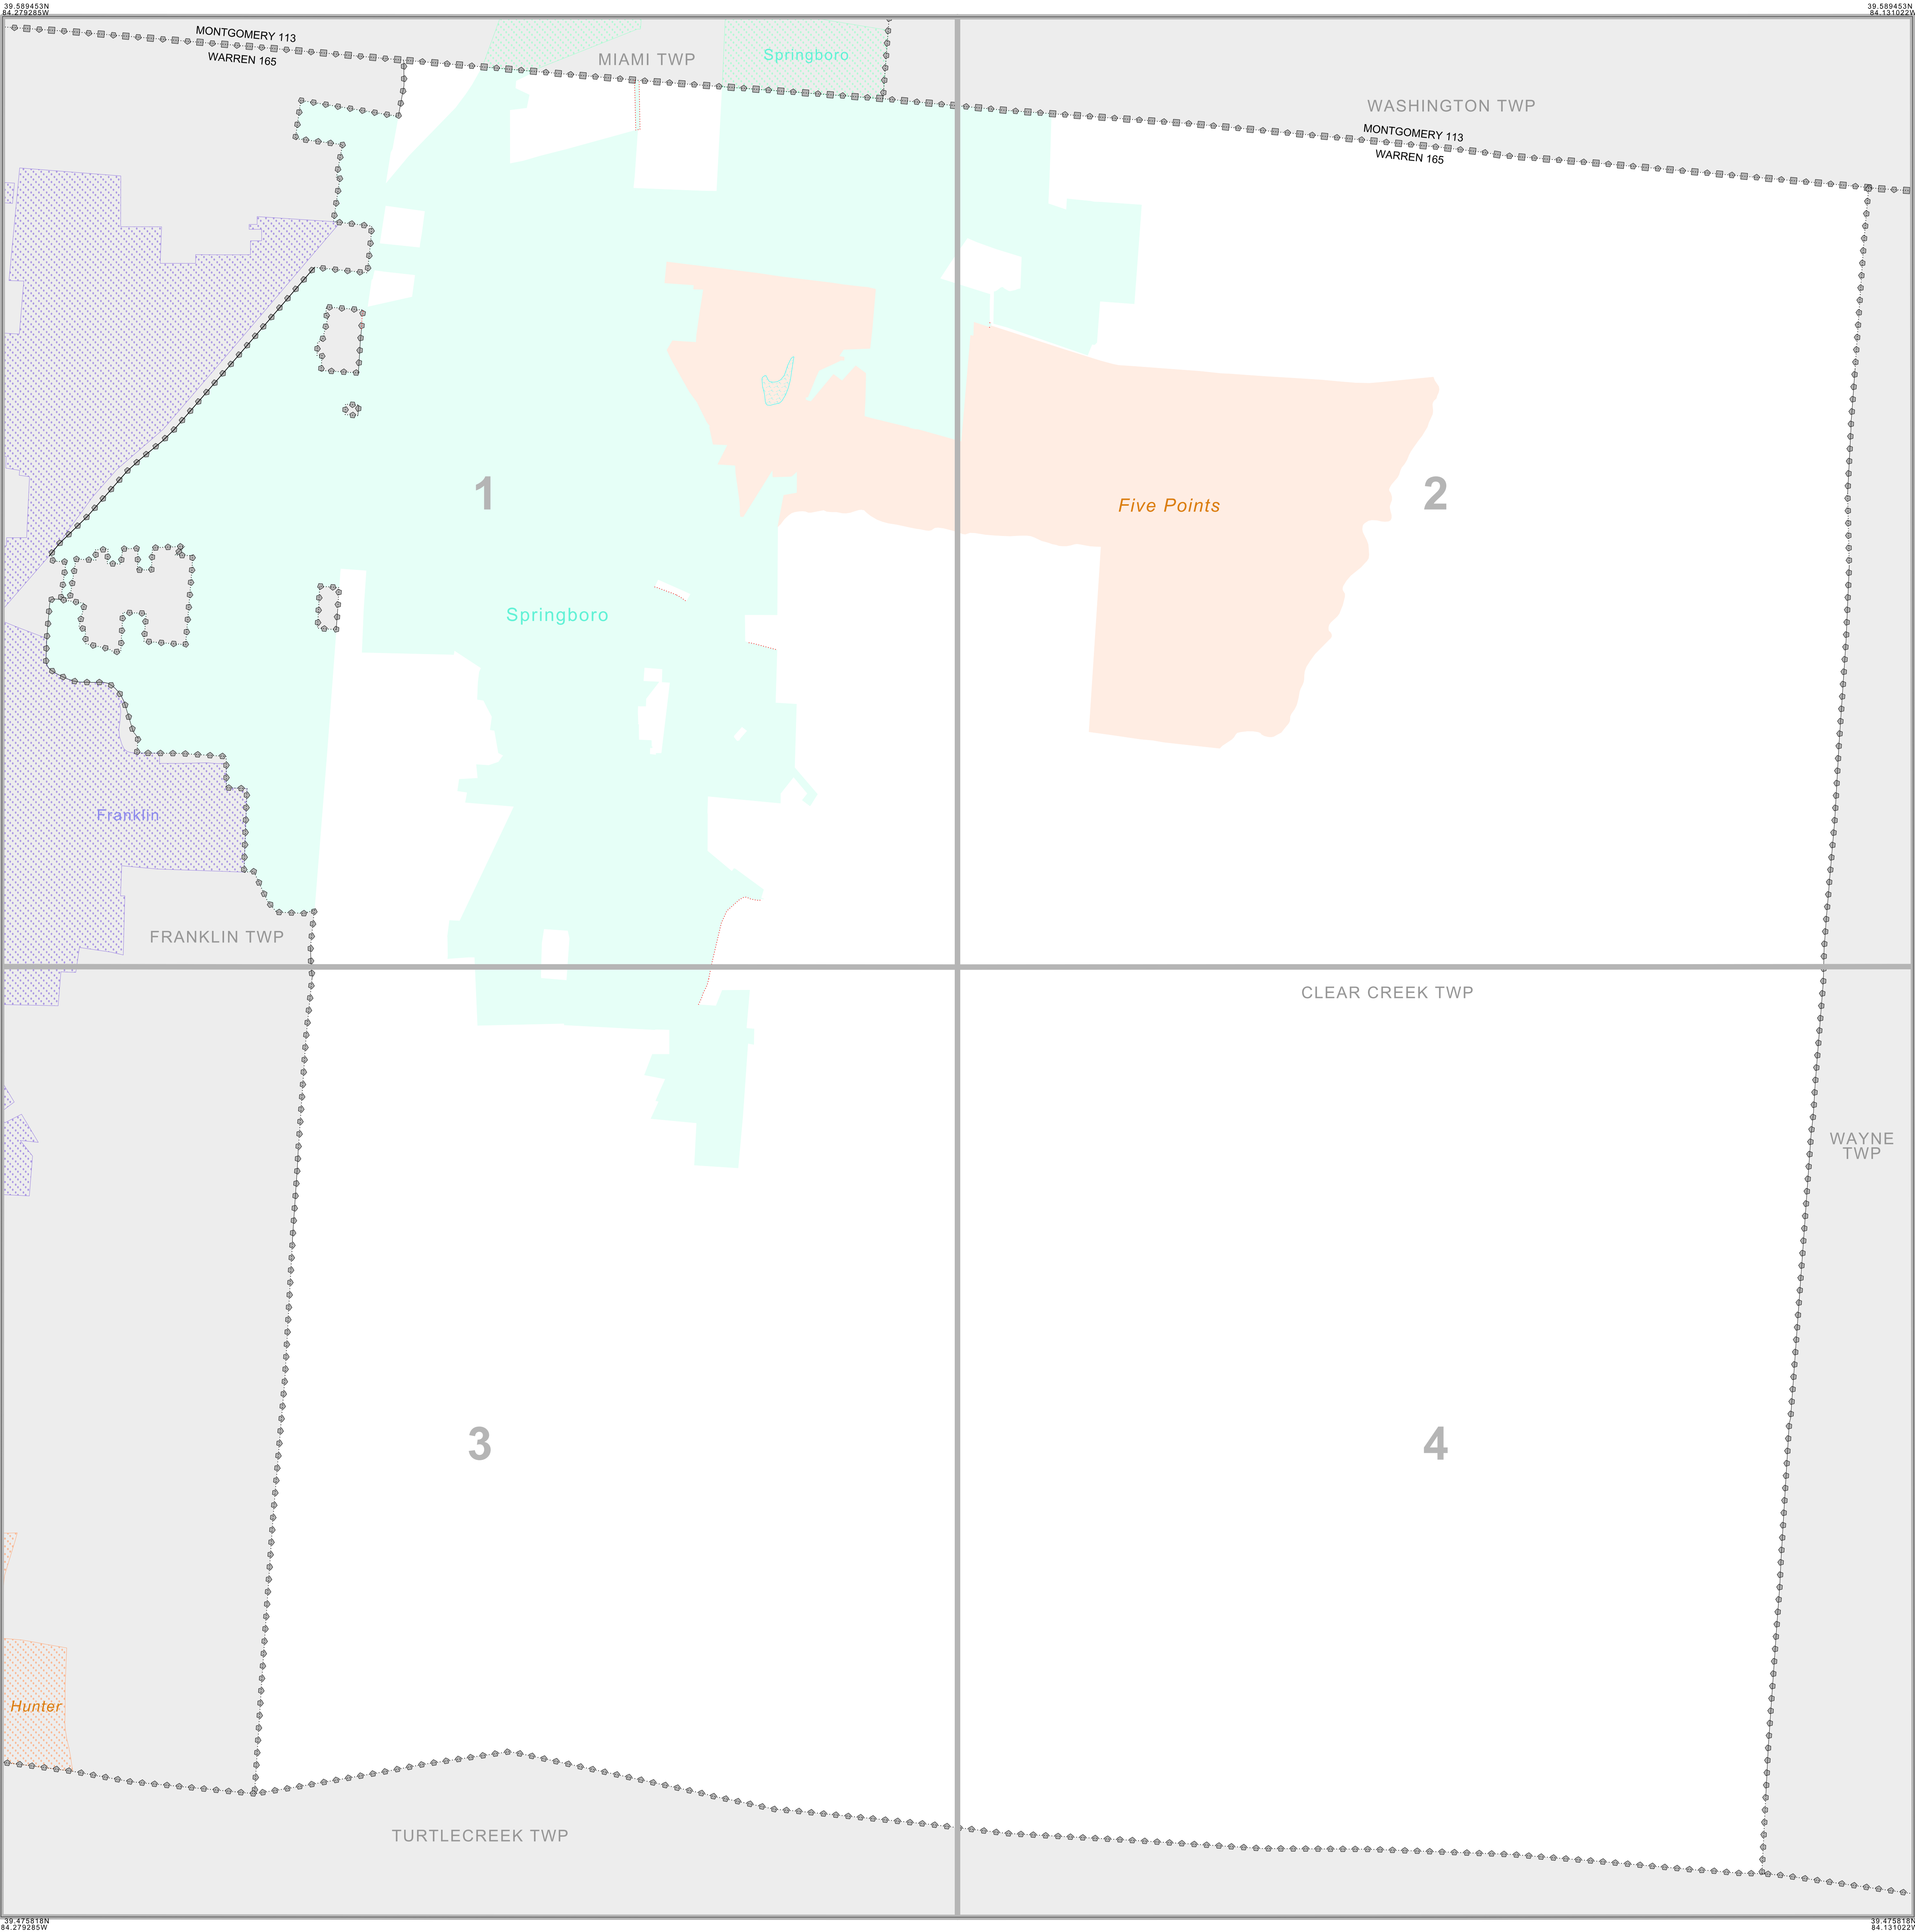 39.589453N
84.279285W
39.589453N
84.131022W
MONTGOMERY 113
WARREN 165
MIAMI TWP
Springboro
WASHINGTON TWP
MONTGOMERY 113
WARREN 165
1
2
Five Points
Springboro
Franklin
FRANKLIN TWP
CLEAR CREEK TWP
WAYNE
TWP
3
4
Hunter
TURTLECREEK TWP
39.475818N
84.279285W
39.475818N
84.131022W